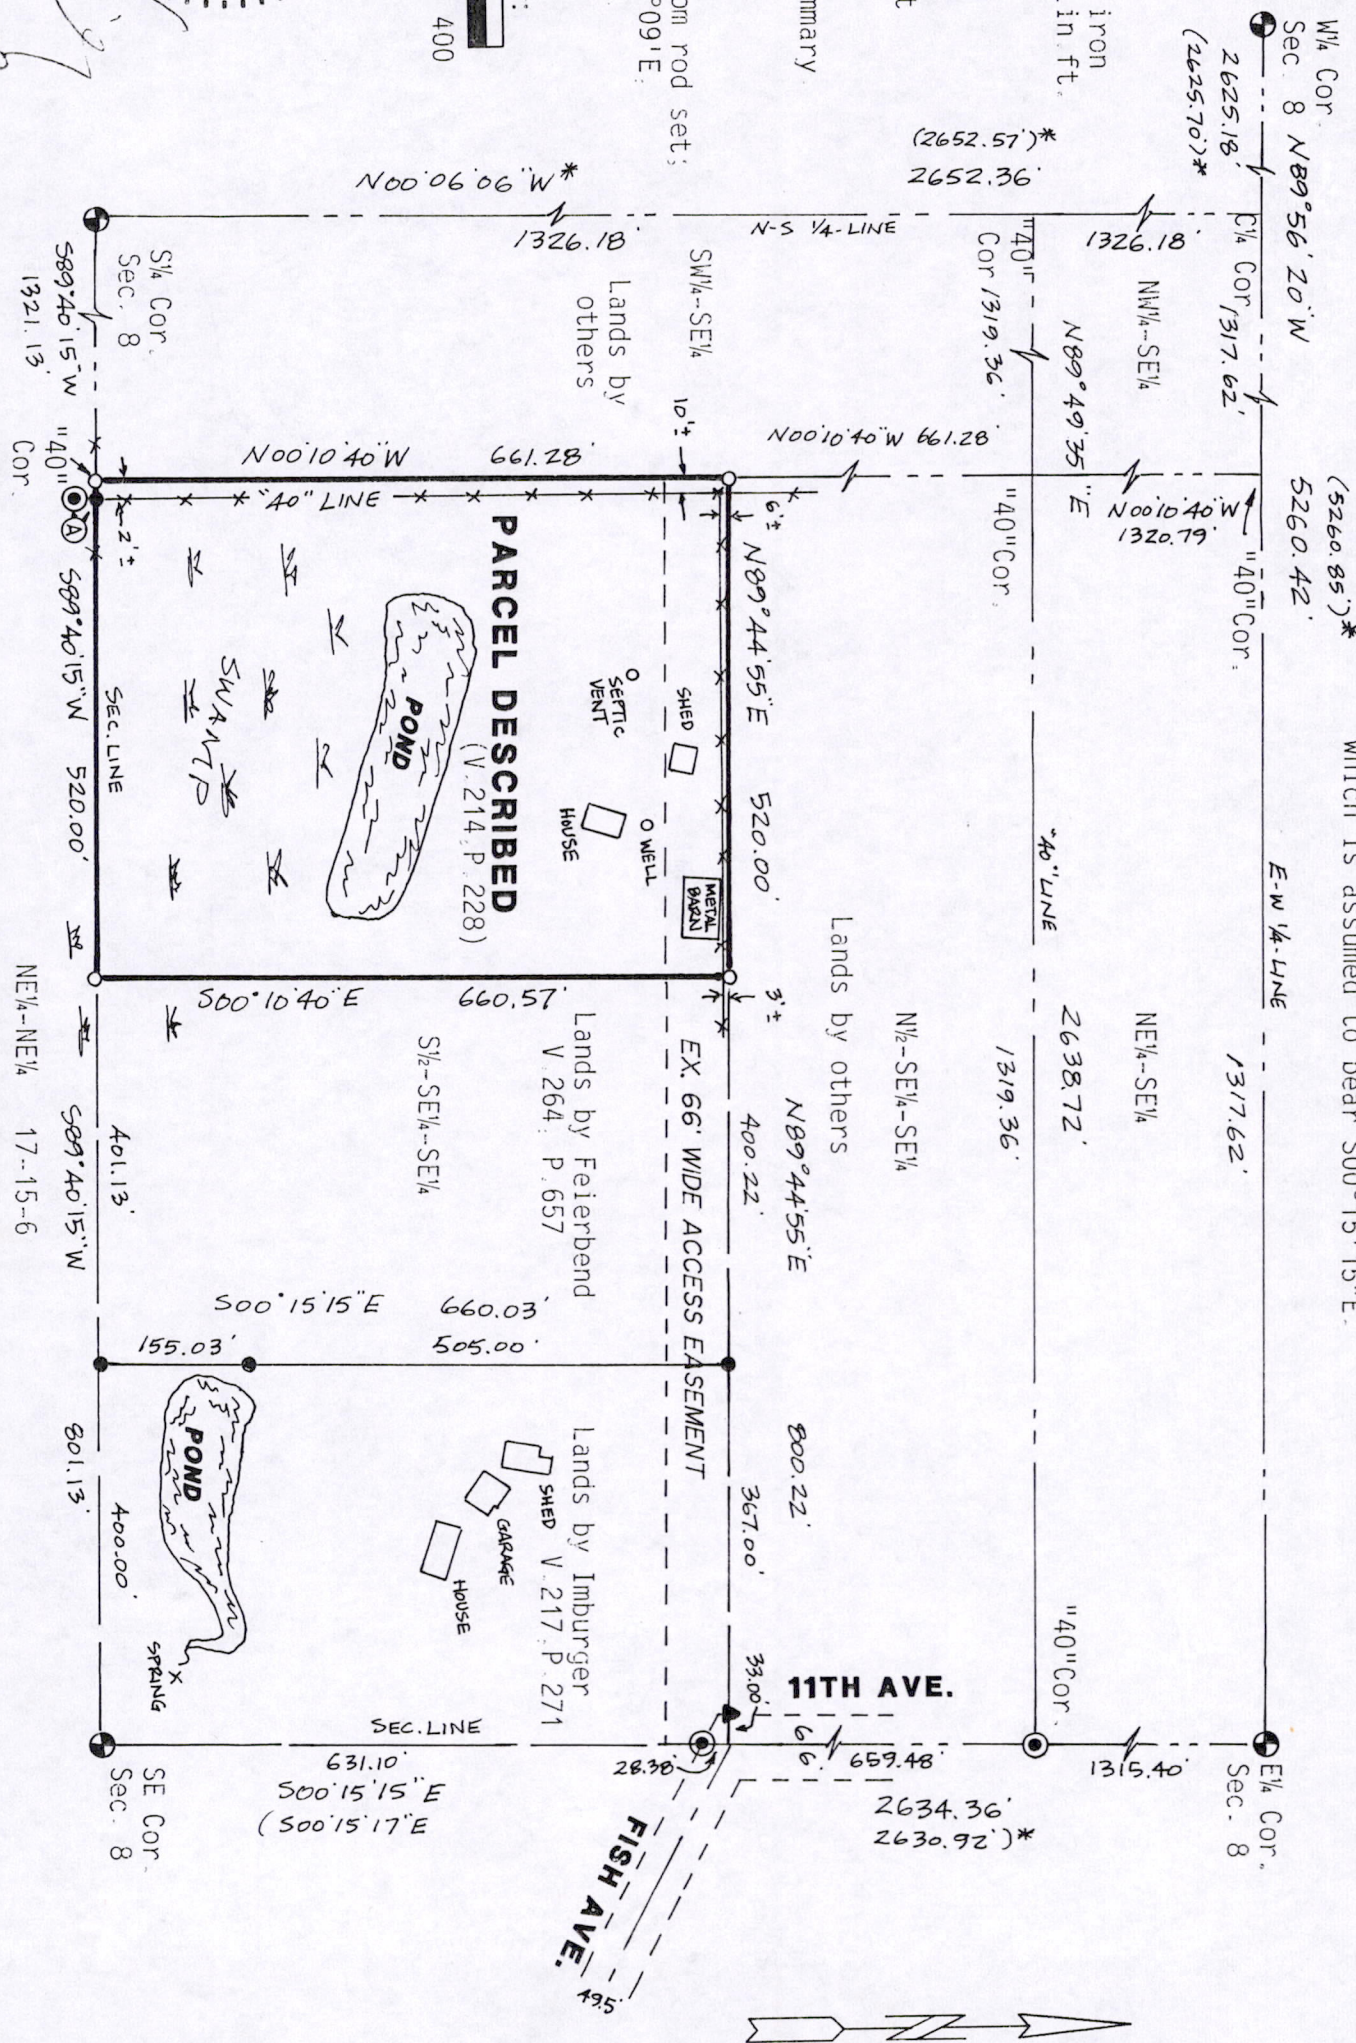 which is assumed to bear S00°15'15"E.
(5260.85')*
5260.42'
W¼ Cor.
Sec. 8
N89°56'20"W
2625.18'
(2625.70')*
C¼ Cor.
1317.62'
"40"Cor.
E-W ¼-LINE
1317.62'
E¼ Cor.
Sec. 8
iron
in ft.
mmary
om rod set;
°09'E.
400
(2652.57')*
2652.36'
N00°06'06"W*
1326.18'
N-S ¼-LINE
1326.18'
NW¼--SE¼
N00°10'40"W
1320.79'
NE¼--SE¼
1315.40'
N89°49'35"E
"40" LINE
2638.72'
"40"
Cor.
1319.36'
"40"Cor.
1319.36'
"40"Cor.
N½--SE¼--SE¼
Lands by others
2634.36'
2630.92')*
659.48'
66'
11TH AVE.
N00°10'40"W 661.28'
SW¼--SE¼
10'±
6'±
N89°44'55"E 520.00'
3'±
N89°44'55"E
800.22'
400.22'
367.00'
33.00'
EX. 66' WIDE ACCESS EASEMENT
28.38'
FISH AVE.
49.5'
Lands by
others
SHED
METAL
BARN
WELL
SEPTIC
VENT
HOUSE
N00°10'40"W 661.28'
"40" LINE
PARCEL DESCRIBED
(V. 214, P. 228)
POND
SWAMP
SEC. LINE
2'±
S00°10'40"E 660.57'
Lands by Feierbend
V. 264, P. 657
S½--SE¼--SE¼
S00°15'15"E 660.03'
155.03'
505.00'
Lands by Imburger
V. 217, P. 271
SHED
GARAGE
HOUSE
POND
SPRING
SEC. LINE
631.10'
S00°15'15"E
(S00°15'17"E
S¼ Cor.
Sec. 8
S89°40'15"W
1321.13'
"40"
Cor.
A
S89°40'15"W 520.00'
401.13'
S89°40'15"W
801.13'
400.00'
SE Cor.
Sec. 8
NE¼--NE¼ 17--15--6